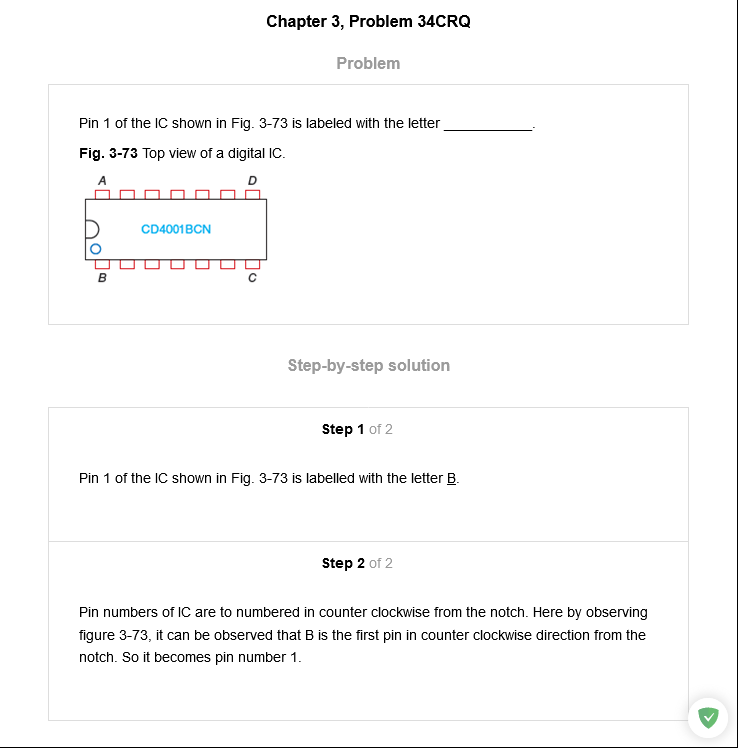 Chapter 3, Problem 34CRQ
Problem
Pin 1 of the IC shown in Fig. 3-73 is labeled with the letter ____________.
Fig. 3-73 Top view of a digital IC.
A D
CD4001BCN
B C
Step-by-step solution
Step 1 of 2
Pin 1 of the IC shown in Fig. 3-73 is labelled with the letter B.
Step 2 of 2
Pin numbers of IC are to numbered in counter clockwise from the notch. Here by observing
figure 3-73, it can be observed that B is the first pin in counter clockwise direction from the
notch. So it becomes pin number 1.